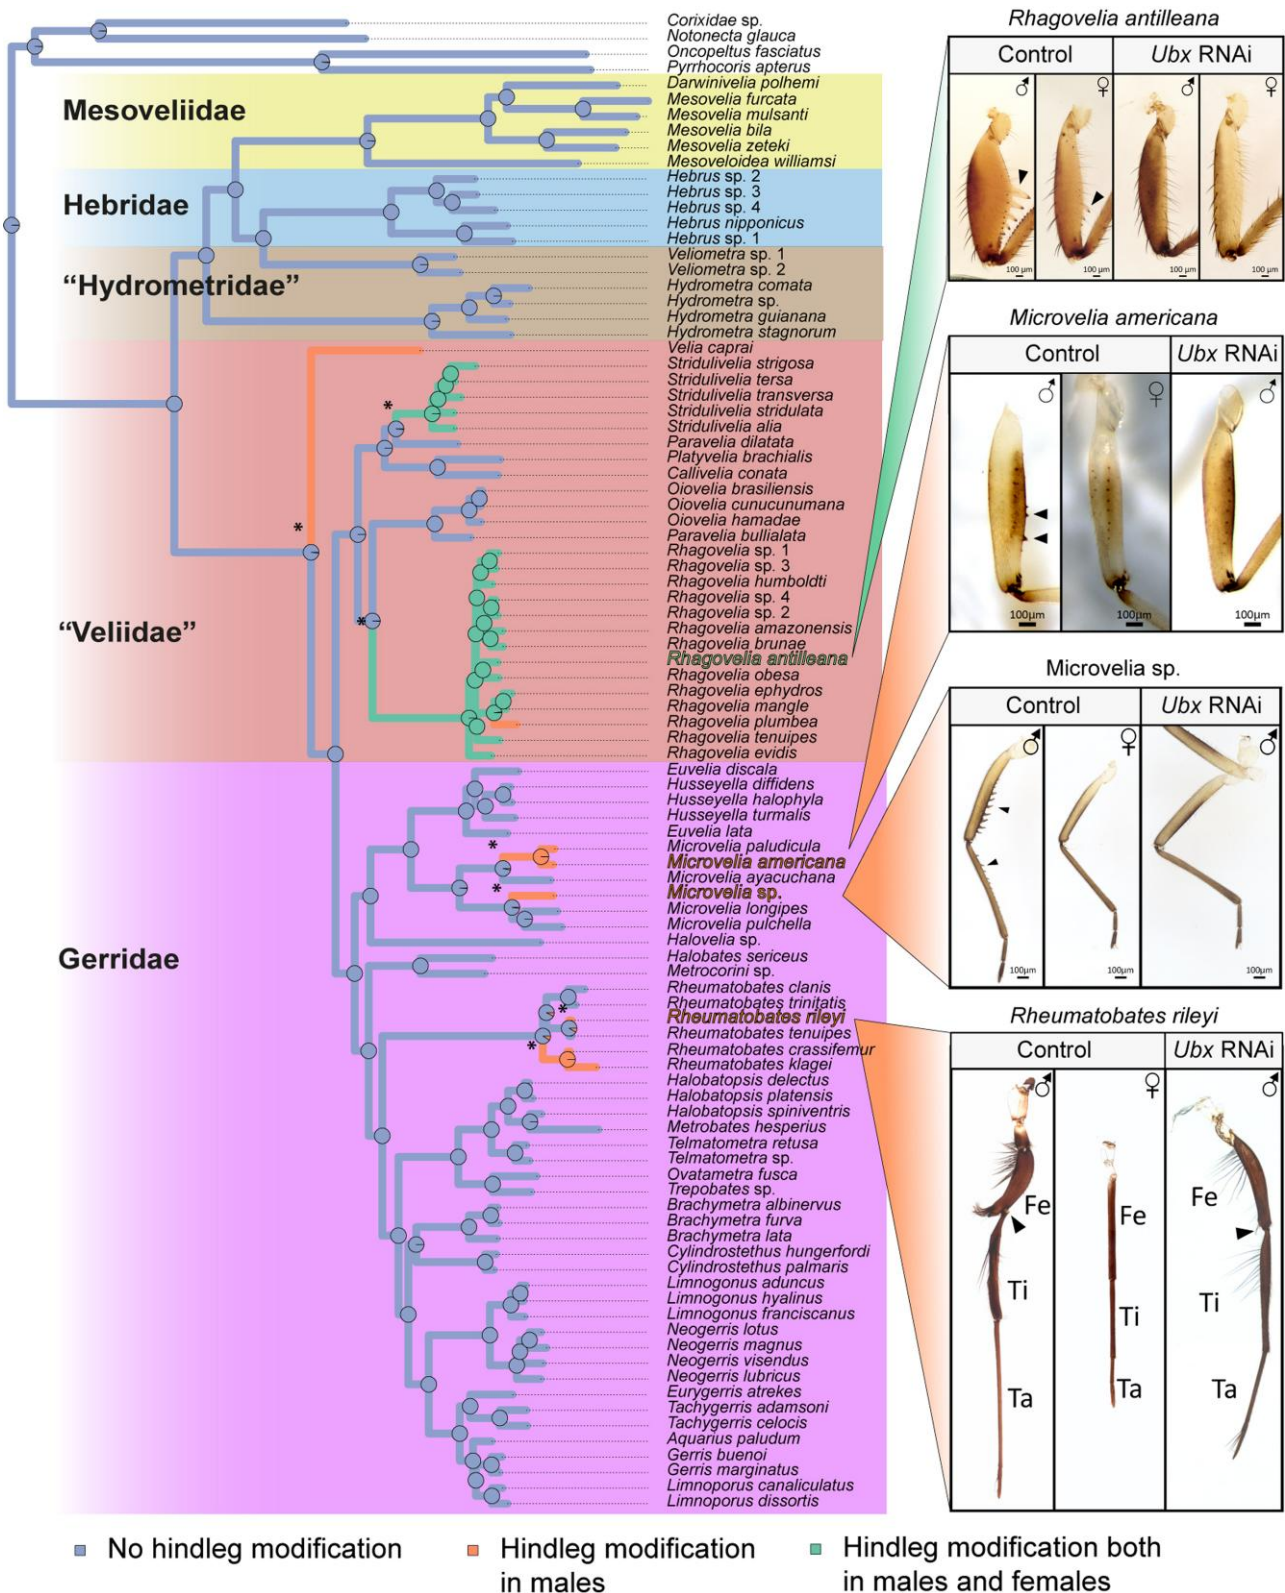 Corixidae sp.
Notonecta glauca
Oncopeltus fasciatus
Pyrrhocoris apterus
Mesoveliidae
Darwinivelia polhemi
Mesovelia furcata
Mesovelia mulsanti
Mesovelia bila
Mesovelia zeteki
Mesoveloidea williamsi
Hebridae
Hebrus sp. 2
Hebrus sp. 3
Hebrus sp. 4
Hebrus nipponicus
Hebrus sp. 1
“Hydrometridae”
Veliometra sp. 1
Veliometra sp. 2
Hydrometra comata
Hydrometra sp.
Hydrometra guianana
Hydrometra stagnorum
“Veliidae”
Velia caprai
Stridulivelia strigosa
Stridulivelia tersa
Stridulivelia transversa
*
Stridulivelia stridulata
Stridulivelia alia
Paravelia dilatata
Platyvelia brachialis
Callivelia conata
Oiovelia brasiliensis
Oiovelia cunucunumana
*
Oiovelia hamadae
Paravelia bullialata
Rhagovelia sp. 1
Rhagovelia sp. 3
Rhagovelia humboldti
Rhagovelia sp. 4
Rhagovelia sp. 2
*
Rhagovelia amazonensis
Rhagovelia brunae
Rhagovelia antilleana
Rhagovelia obesa
Rhagovelia ephydros
Rhagovelia mangle
Rhagovelia plumbea
Rhagovelia tenuipes
Rhagovelia evidis
Gerridae
Euvelia discala
Husseyella diffidens
Husseyella halophyla
Husseyella turmalis
Euvelia lata
*
Microvelia paludicula
Microvelia americana
Microvelia ayacuchana
*
Microvelia sp.
Microvelia longipes
Microvelia pulchella
Halovelia sp.
Halobates sericeus
Metrocorini sp.
Rheumatobates clanis
Rheumatobates trinitatis
*
Rheumatobates rileyi
Rheumatobates tenuipes
*
Rheumatobates crassifemur
Rheumatobates klagei
Halobatopsis delectus
Halobatopsis platensis
Halobatopsis spiniventris
Metrobates hesperius
Telmatometra retusa
Telmatometra sp.
Ovatametra fusca
Trepobates sp.
Brachymetra albinervus
Brachymetra furva
Brachymetra lata
Cylindrostethus hungerfordi
Cylindrostethus palmaris
Limnogonus aduncus
Limnogonus hyalinus
Limnogonus franciscanus
Neogerris lotus
Neogerris magnus
Neogerris visendus
Neogerris lubricus
Eurygerris atrekes
Tachygerris adamsoni
Tachygerris celocis
Aquarius paludum
Gerris buenoi
Gerris marginatus
Limnoporus canaliculatus
Limnoporus dissortis
Rhagovelia antilleana
Control Ubx RNAi
♂ ♀ ♂ ♀
100 µm 100 µm 100 µm 100 µm
Microvelia americana
Control Ubx RNAi
♂ ♀ ♂
100µm 100µm 100µm
Microvelia sp.
Control Ubx RNAi
♂ ♀ ♂
100µm 100µm 100µm
Rheumatobates rileyi
Control Ubx RNAi
♂ ♀ ♂
Fe Fe Fe
Ti Ti Ti
Ta Ta Ta
No hindleg modification
Hindleg modification
in males
Hindleg modification both
in males and females